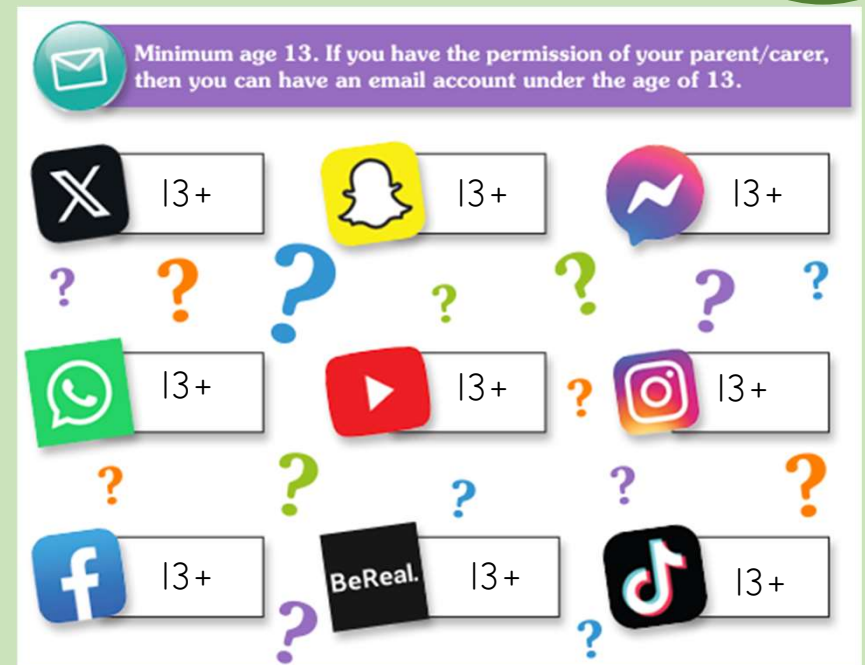 Minimum age 13. If you have the permission of your parent/carer,
then you can have an email account under the age of 13.
13+ 13+ 13+
? ? ? ? ? ? ?
13+ 13+ ? 13+
? ? ? ? ?
13+ BeReal. 13+ 13+
? ?